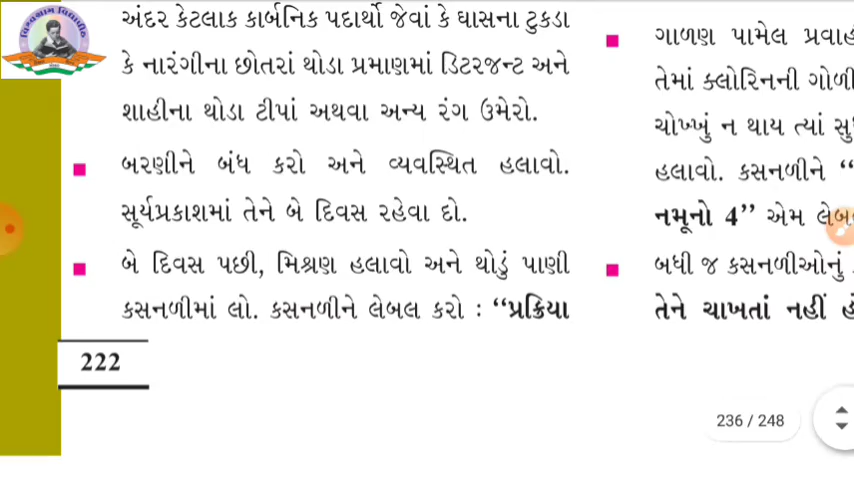 અંદર કેટલાક કાર્બનિક પદાર્થો જેવાં કે ઘાસના ટુકડા
કે નારંગીના છોતરાં થોડા પ્રમાણમાં ડિટરજન્ટ અને
શાહીના થોડા ટીપાં અથવા અન્ય રંગ ઉમેરો.
બરણીને બંધ કરો અને વ્યવસ્થિત હલાવો.
સૂર્યપ્રકાશમાં તેને બે દિવસ રહેવા દો.
બે દિવસ પછી, મિશ્રણ હલાવો અને થોડું પાણી
કસનળીમાં લો. કસનળીને લેબલ કરો : “પ્રક્રિયા
222
ગાળણ પામેલ
તેમાં ક્લોરિનની
ચોખ્ખું ન થાય ત્યાં
હલાવો. કસનળીને “
નમૂનો 4” એમ
બધી જ કસનળીઓનું
તેને ચાખતાં નહીં
236 / 248